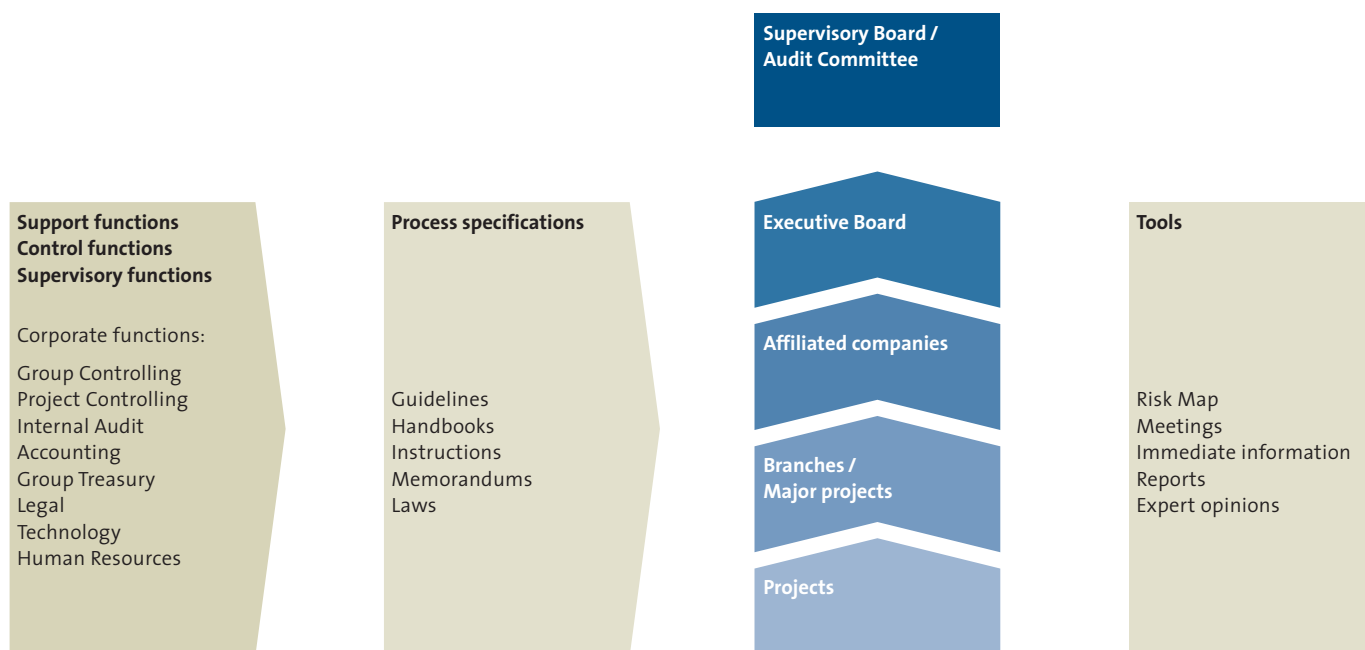 Supervisory Board /
Audit Committee
Support functions
Control functions
Supervisory functions
Corporate functions:
Group Controlling
Project Controlling
Internal Audit
Accounting
Group Treasury
Legal
Technology
Human Resources
Process specifications
Guidelines
Handbooks
Instructions
Memorandums
Laws
Executive Board
Affiliated companies
Branches /
Major projects
Projects
Tools
Risk Map
Meetings
Immediate information
Reports
Expert opinions